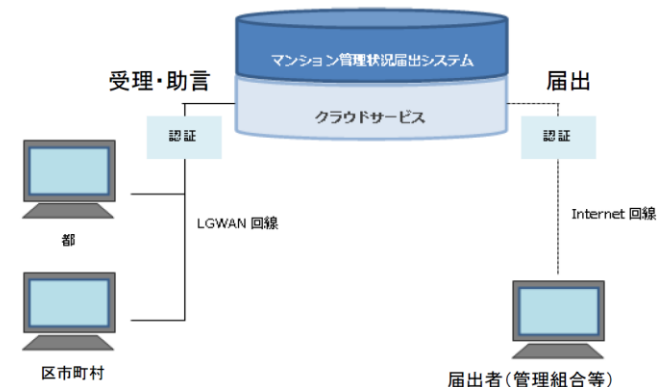 マンション管理状況届出システム
クラウドサービス
受理・助言
届出
認証
認証
LGWAN 回線
Internet 回線
都
区市町村
届出者(管理組合等)